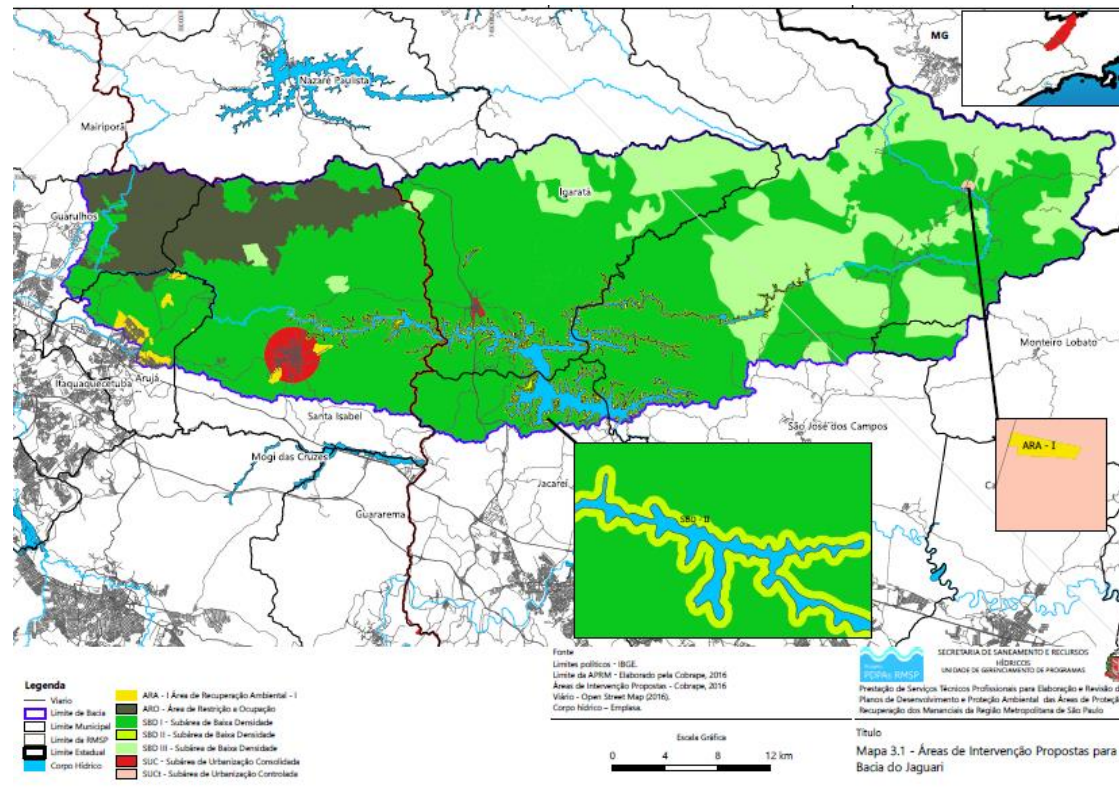 MG
Nazaré Paulista
Mairiporã
Igaratá
Guarulhos
Monteiro Lobato
Itaquaquecetuba
Arujá
Santa Isabel
São José dos Campos
ARA - I
Mogi das Cruzes
Jacareí
Ca
SBD - II
Guararema
Legenda
Viario
Limite de Bacia
Limite Municipal
Limite da RMSP
Limite Estadual
Corpo Hídrico
ARA - I Área de Recuperação Ambiental - I
ARO - Área de Restrição a Ocupação
SBD I - Subárea de Baixa Densidade
SBD II - Subárea de Baixa Densidade
SBD III - Subárea de Baixa Densidade
SUC - Subárea de Urbanização Consolidada
SUCt - Subárea de Urbanização Controlada
Fonte
Limites políticos - IBGE.
Limite da APRM - Elaborado pela Cobrape, 2016
Áreas de Intervenção Propostas - Cobrape, 2016
Viário - Open Street Map (2016).
Corpo hídrico – Emplasa.
Escala Gráfica
0 4 8 12 km
PDPAs RMSP
SECRETARIA DE SANEAMENTO E RECURSOS
HÍDRICOS
UNIDADE DE GERENCIAMENTO DE PROGRAMAS
Prestação de Serviços Técnicos Profissionais para Elaboração e Revisão d
Planos de Desenvolvimento e Proteção Ambiental das Áreas de Proteçã
Recuperação dos Mananciais da Região Metropolitana de São Paulo
Título
Mapa 3.1 - Áreas de Intervenção Propostas para
Bacia do Jaguari